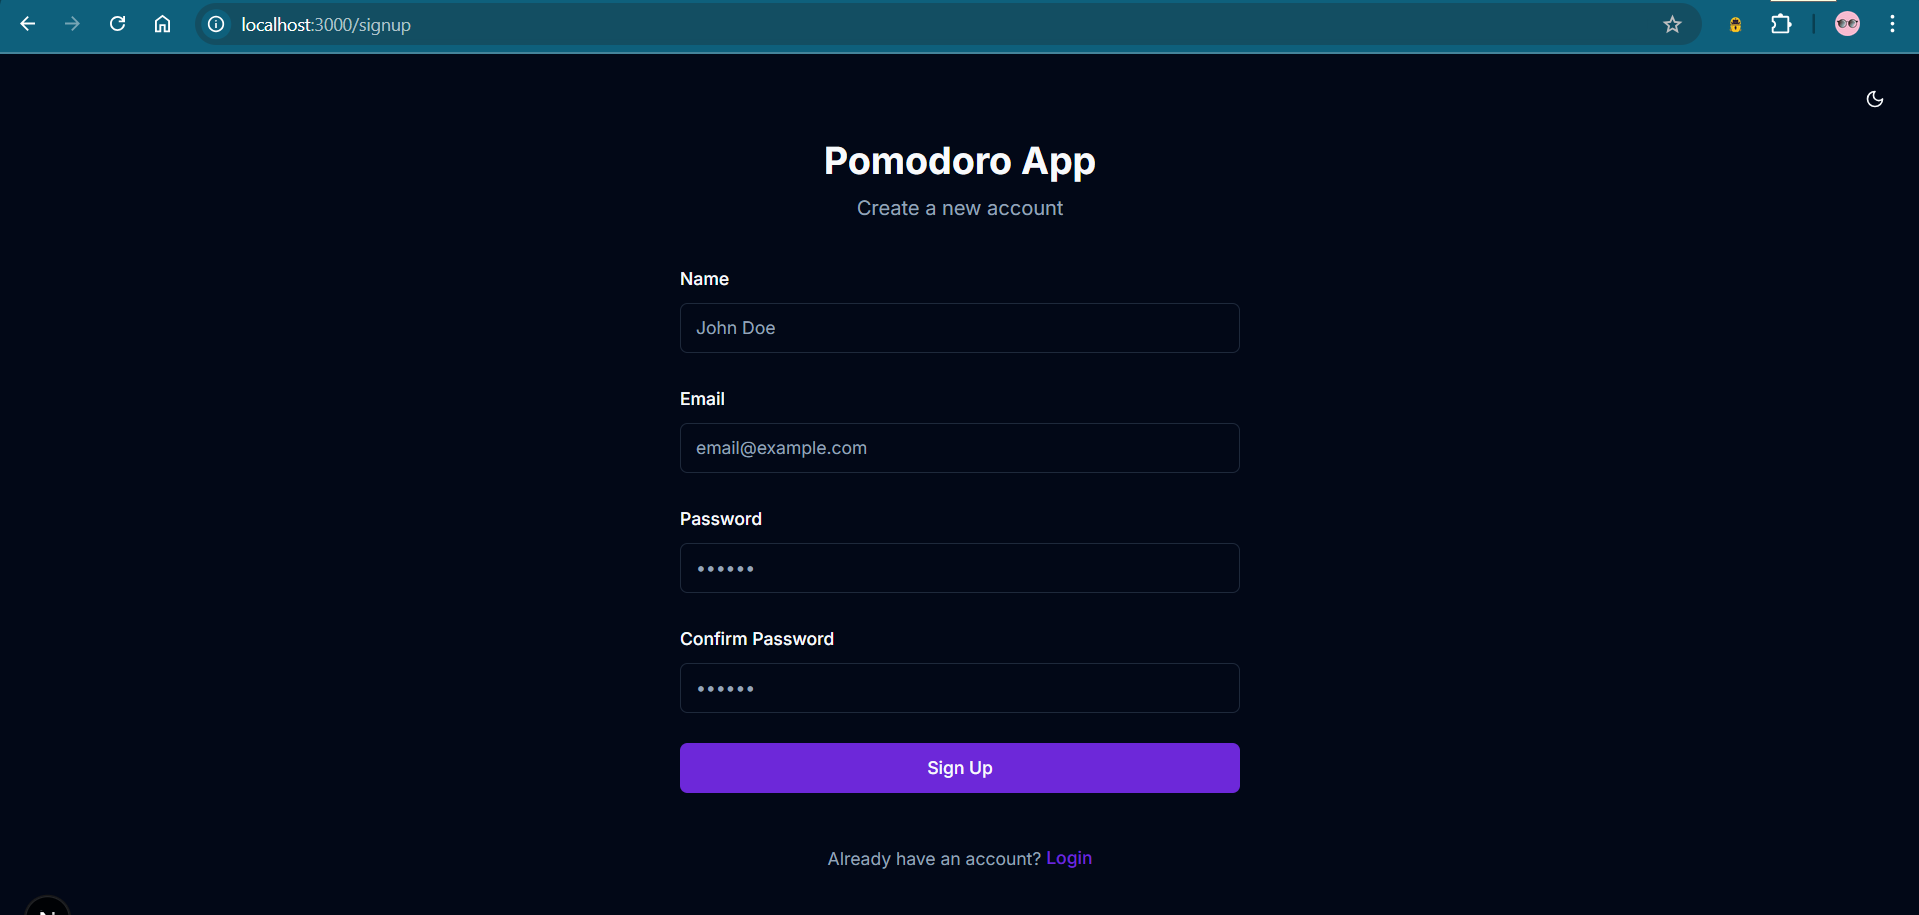 localhost:3000/signup
Pomodoro App
Create a new account
Name
John Doe
Email
email@example.com
Password
••••••
Confirm Password
••••••
Sign Up
Already have an account? Login